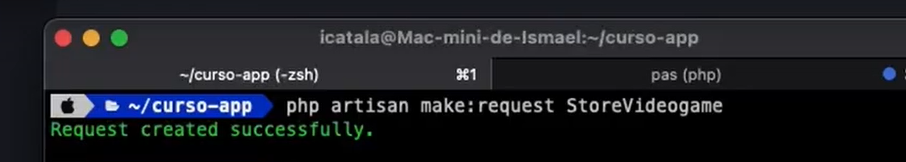 icatala@Mac-mini-de-Ismael:~/curso-app
~/curso-app (-zsh) ⌘1 pas (php)
~/curso-app php artisan make:request StoreVideogame
Request created successfully.